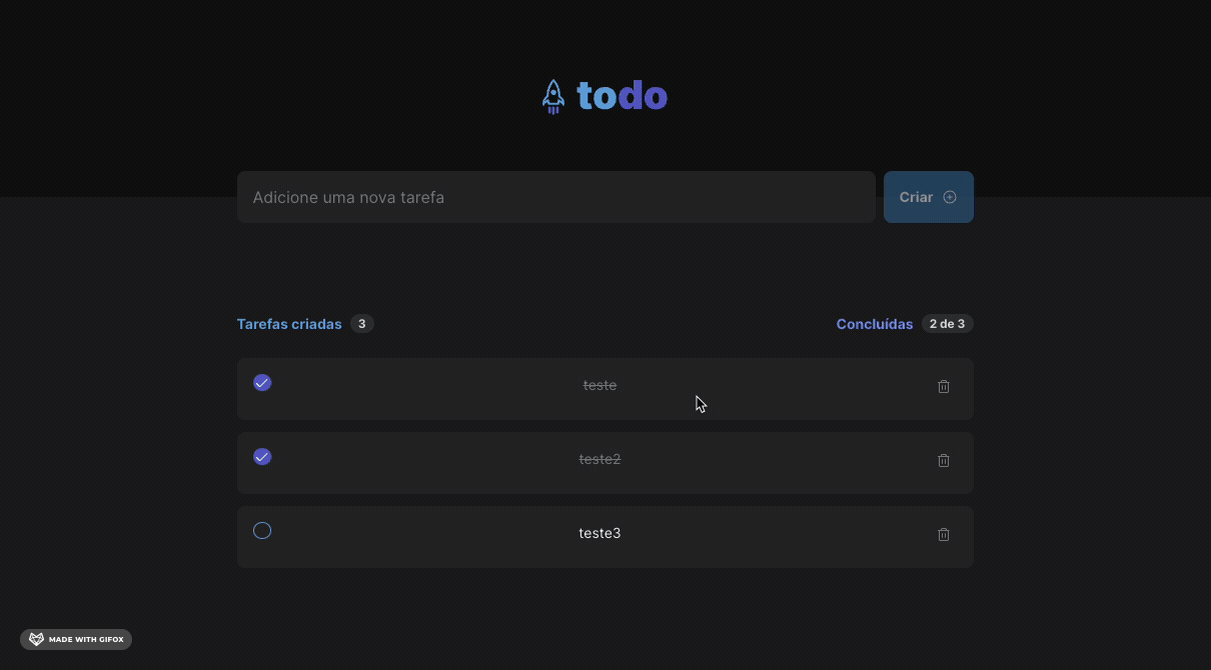 todo
Adicione uma nova tarefa
Criar
Tarefas criadas 3
Concluídas 2 de 3
teste
teste2
teste3
MADE WITH GIFOX